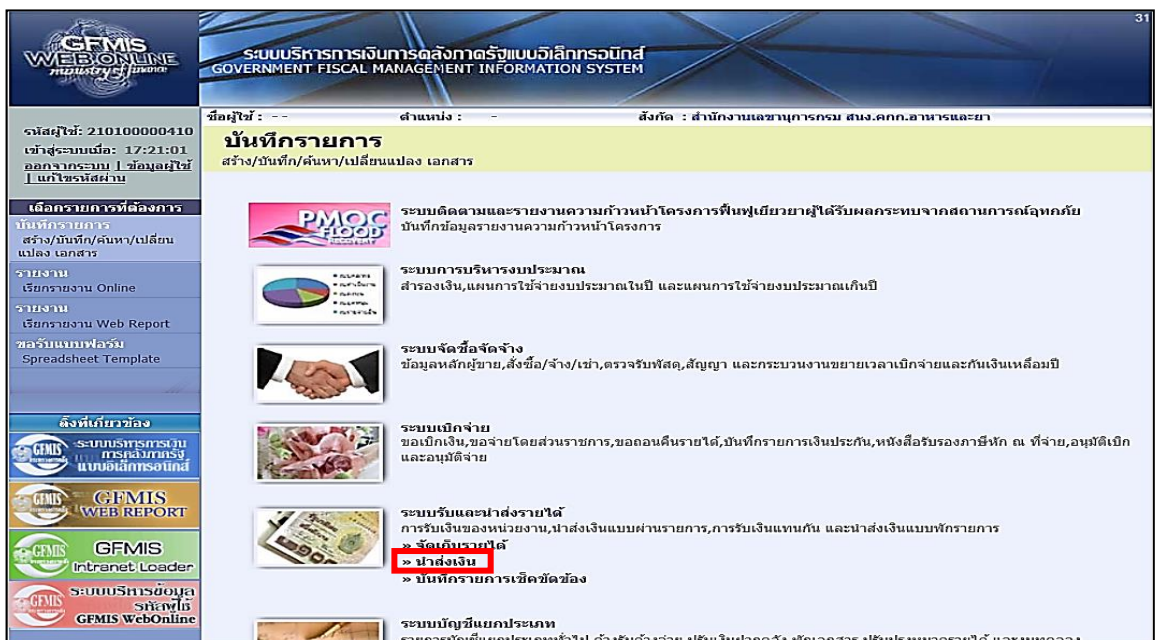 31
GFMIS
WEB ONLINE
ministry of finance
ระบบบริหารการเงินการคลังภาครัฐแบบอิเล็กทรอนิกส์
GOVERNMENT FISCAL MANAGEMENT INFORMATION SYSTEM
ชื่อผู้ใช้ : - - ตำแหน่ง : - สังกัด : สำนักงานเลขานุการกรม สนง.คกก.อาหารและยา
รหัสผู้ใช้: 210100000410
เข้าสู่ระบบเมื่อ: 17:21:01
ออกจากระบบ | ข้อมูลผู้ใช้
| แก้ไขรหัสผ่าน
บันทึกรายการ
สร้าง/บันทึก/ค้นหา/เปลี่ยนแปลง เอกสาร
เลือกรายการที่ต้องการ
บันทึกรายการ
สร้าง/บันทึก/ค้นหา/เปลี่ยน
แปลง เอกสาร
รายงาน
เรียกรายงาน Online
รายงาน
เรียกรายงาน Web Report
ขอรับแบบฟอร์ม
Spreadsheet Template
ลิ้งที่เกี่ยวข้อง
GFMIS
ระบบบริหารการเงิน
การคลังภาครัฐ
แบบอิเล็กทรอนิกส์
GFMIS
GFMIS
WEB REPORT
GFMIS
GFMIS
Intranet Loader
GFMIS
ระบบบริหารข้อมูล
รหัสผู้ใช้
GFMIS WebOnline
PMOC
FLOOD
RECOVERY
ระบบติดตามและรายงานความก้าวหน้าโครงการฟื้นฟูเยียวยาผู้ได้รับผลกระทบจากสถานการณ์อุทกภัย
บันทึกข้อมูลรายงานความก้าวหน้าโครงการ
ระบบการบริหารงบประมาณ
สำรองเงิน,แผนการใช้จ่ายงบประมาณในปี และแผนการใช้จ่ายงบประมาณเกินปี
ระบบจัดซื้อจัดจ้าง
ข้อมูลหลักผู้ขาย,สั่งซื้อ/จ้าง/เช่า,ตรวจรับพัสดุ,สัญญา และกระบวนงานขยายเวลาเบิกจ่ายและกันเงินเหลื่อมปี
ระบบเบิกจ่าย
ขอเบิกเงิน,ขอจ่ายโดยส่วนราชการ,ขอถอนคืนรายได้,บันทึกรายการเงินประกัน,หนังสือรับรองภาษีหัก ณ ที่จ่าย,อนุมัติเบิก
และอนุมัติจ่าย
ระบบรับและนำส่งรายได้
การรับเงินของหน่วยงาน,นำส่งเงินแบบผ่านรายการ,การรับเงินแทนกัน และนำส่งเงินแบบพักรายการ
» จัดเก็บรายได้
» นำส่งเงิน
» บันทึกรายการเช็คขัดข้อง
ระบบบัญชีแยกประเภท